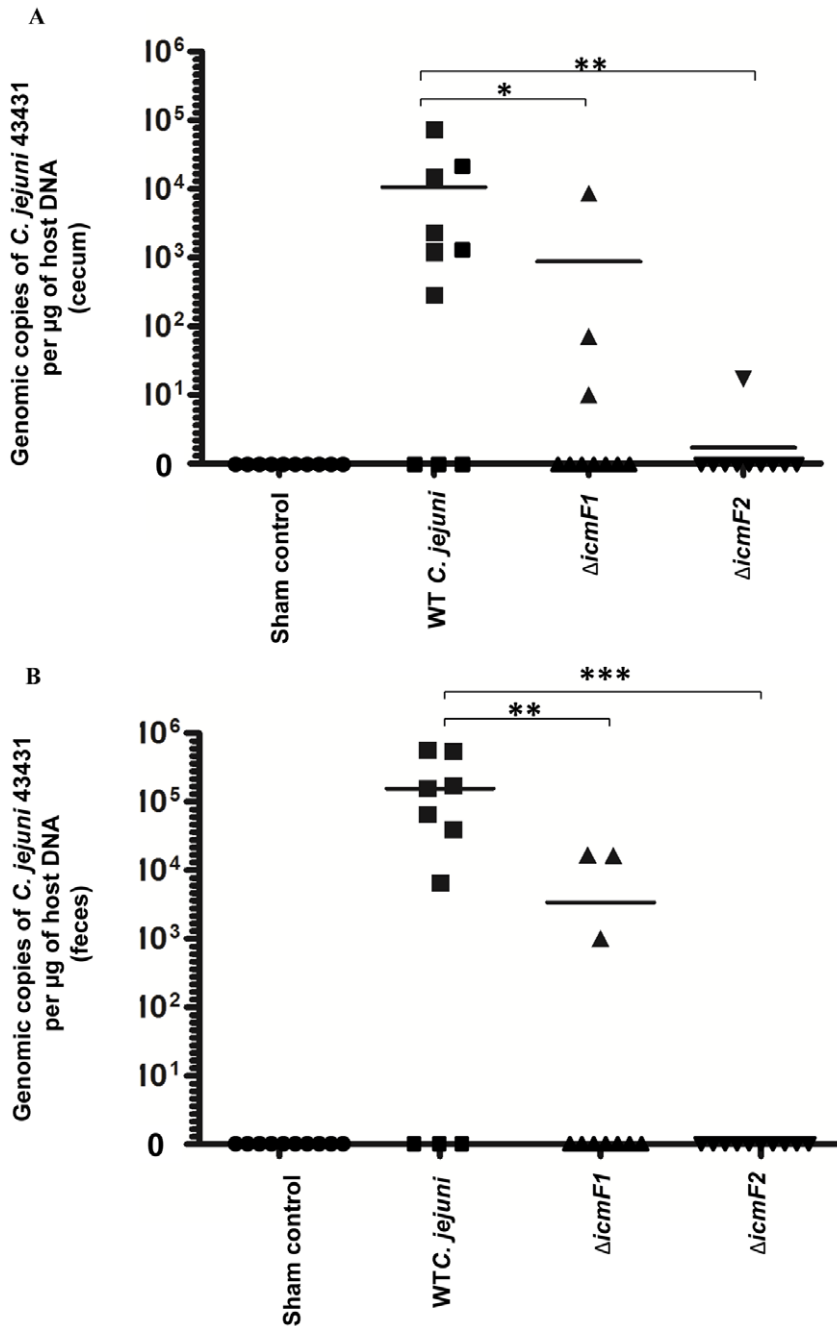 A
Genomic copies of C. jejuni 43431
per µg of host DNA
(cecum)
10⁶
10⁵
10⁴
10³
10²
10¹
0
**
*
Sham control
WT C. jejuni
ΔicmF1
ΔicmF2
B
Genomic copies of C. jejuni 43431
per µg of host DNA
(feces)
10⁶
10⁵
10⁴
10³
10²
10¹
0
***
**
Sham control
WTC. jejuni
ΔicmF1
ΔicmF2